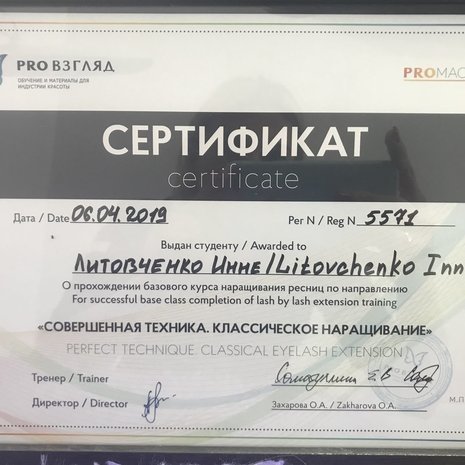 PRO ВЗГЛЯД
ОБУЧЕНИЕ И МАТЕРИАЛЫ ДЛЯ
ИНДУСТРИИ КРАСОТЫ
PROМАС
СЕРТИФИКАТ
certificate
Дата / Date 06.04.2019 Рег N / Reg N 5571
Выдан студенту / Awarded to
Литовченко Инне/Litovchenko Inn
О прохождении базового курса наращивания ресниц по направлению
For successful base class completion of lash by lash extension training
«СОВЕРШЕННАЯ ТЕХНИКА. КЛАССИЧЕСКОЕ НАРАЩИВАНИЕ»
PERFECT TECHNIQUE. CLASSICAL EYELASH EXTENSION
Тренер / Trainer
Директор / Director Захарова О.А. / Zakharova O.A. М.П